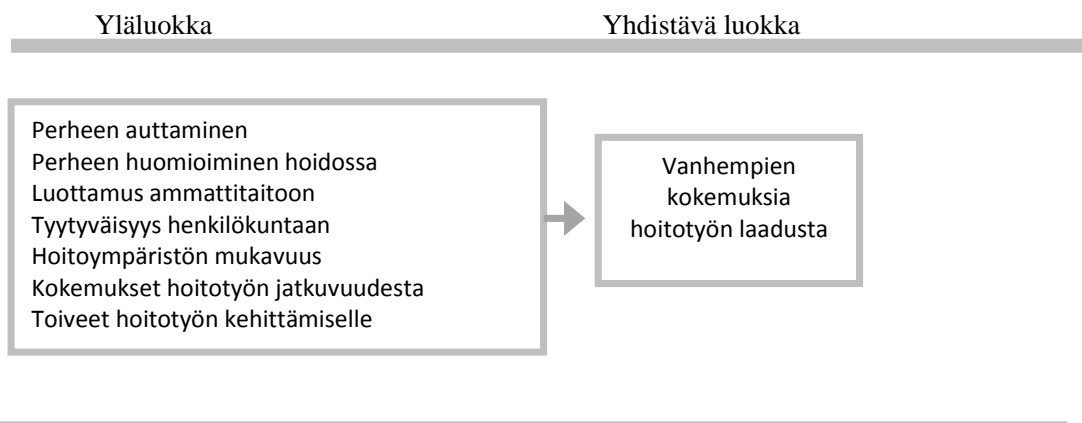 Yläluokka Yhdistävä luokka
Perheen auttaminen
Perheen huomioiminen hoidossa
Luottamus ammattitaitoon
Tyytyväisyys henkilökuntaan
Hoitoympäristön mukavuus
Kokemukset hoitotyön jatkuvuudesta
Toiveet hoitotyön kehittämiselle
Vanhempien
kokemuksia
hoitotyön laadusta